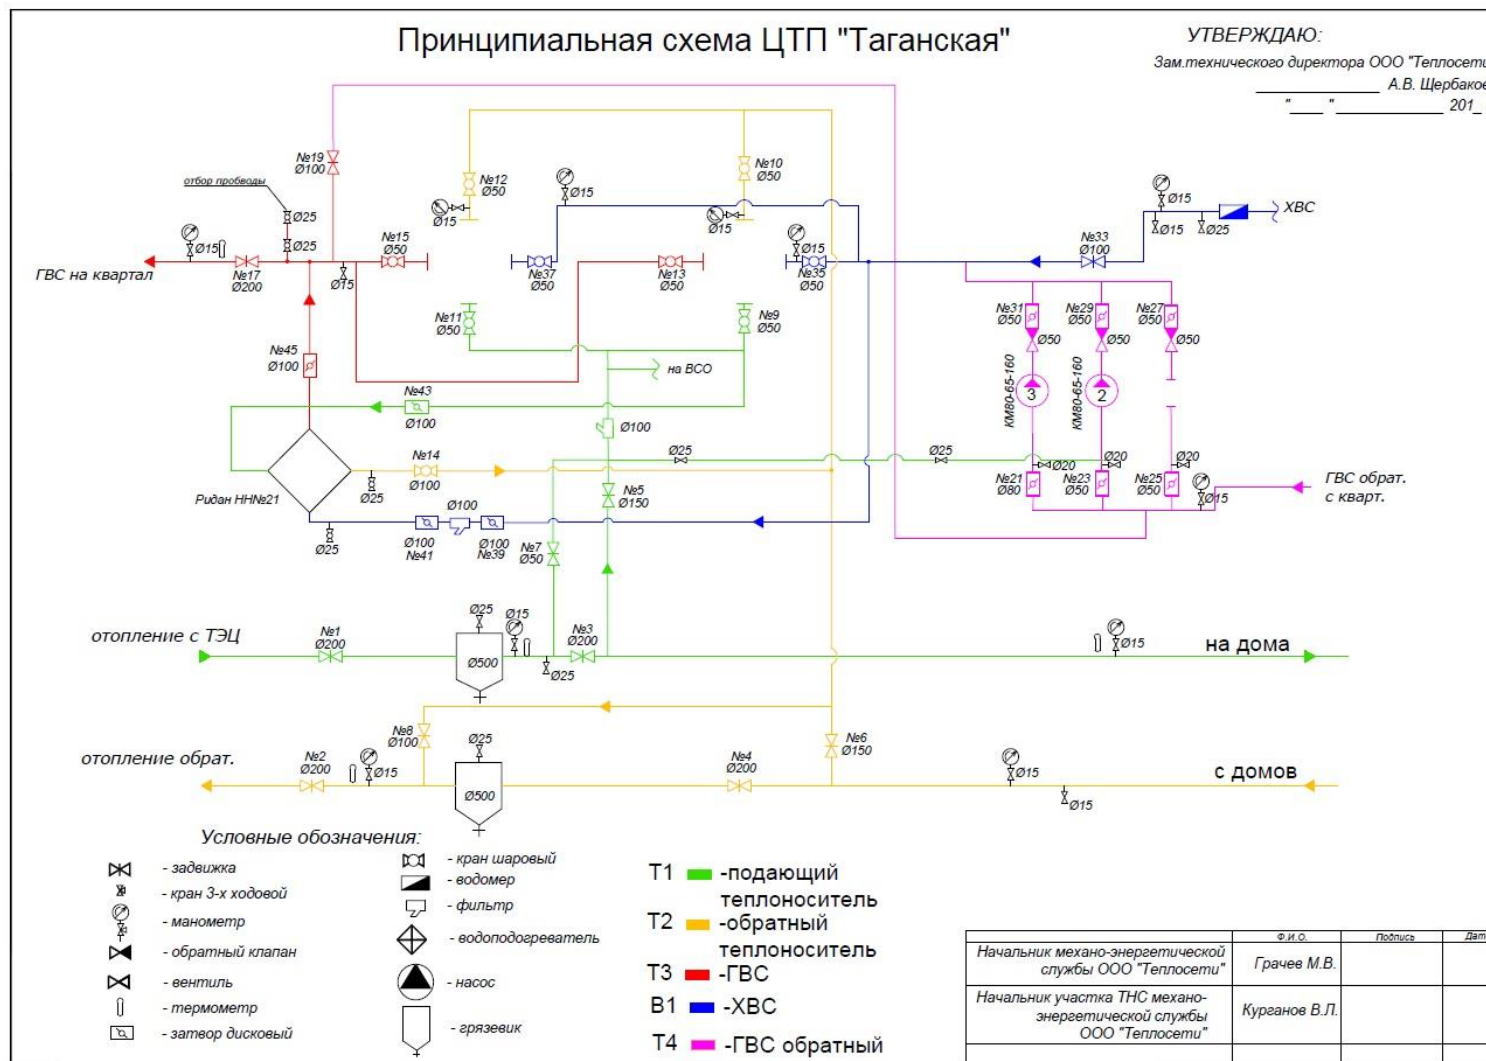 Принципиальная схема ЦТП "Таганская"
УТВЕРЖДАЮ:
Зам.технического директора ООО "Теплосети
А.В. Щербаков
"____ " ____________ 201_
№19
Ø100
отбор пробводы
Ø25
Ø25
Ø15
№17
Ø200
ГВС на квартал
Ø15
№15
Ø50
№12
Ø50
Ø15
Ø15
№10
Ø50
Ø15
№37
Ø50
№13
Ø50
Ø15
№35
Ø50
№33
Ø100
Ø15
Ø15
Ø25
ХВС
№11
Ø50
№9
Ø50
на ВСО
№45
Ø100
№43
Ø100
Ø100
№31
Ø50
№29
Ø50
№27
Ø50
Ø50
Ø50
Ø50
КМ80-65-160
3
КМ80-65-160
2
№14
Ø100
Ø25
Ридан НН№21
Ø25
Ø100
№41
Ø100
№39
№5
Ø150
№7
Ø50
Ø25
Ø25
Ø20
Ø20
Ø20
№21
Ø80
№23
Ø50
№25
Ø50
Ø15
ГВС обрат.
с кварт.
отопление с ТЭЦ
№1
Ø200
Ø25
Ø500
Ø15
Ø25
№3
Ø200
Ø15
на дома
отопление обрат.
№2
Ø200
Ø15
№8
Ø100
Ø25
Ø500
№4
Ø200
№6
Ø150
Ø15
Ø15
с домов
Условные обозначения:
- задвижка
- кран 3-х ходовой
- манометр
- обратный клапан
- вентиль
- термометр
- затвор дисковый
- кран шаровый
- водомер
- фильтр
- водоподогреватель
- насос
- грязевик
Т1 -подающий
теплоноситель
Т2 -обратный
теплоноситель
Т3 -ГВС
В1 -ХВС
Т4 -ГВС обратный
Ф.И.О. Подпись Дат
Начальник механо-энергетической
службы ООО "Теплосети"
Грачев М.В.
Начальник участка ТНС механо-
энергетической службы
ООО "Теплосети"
Курганов В.Л.